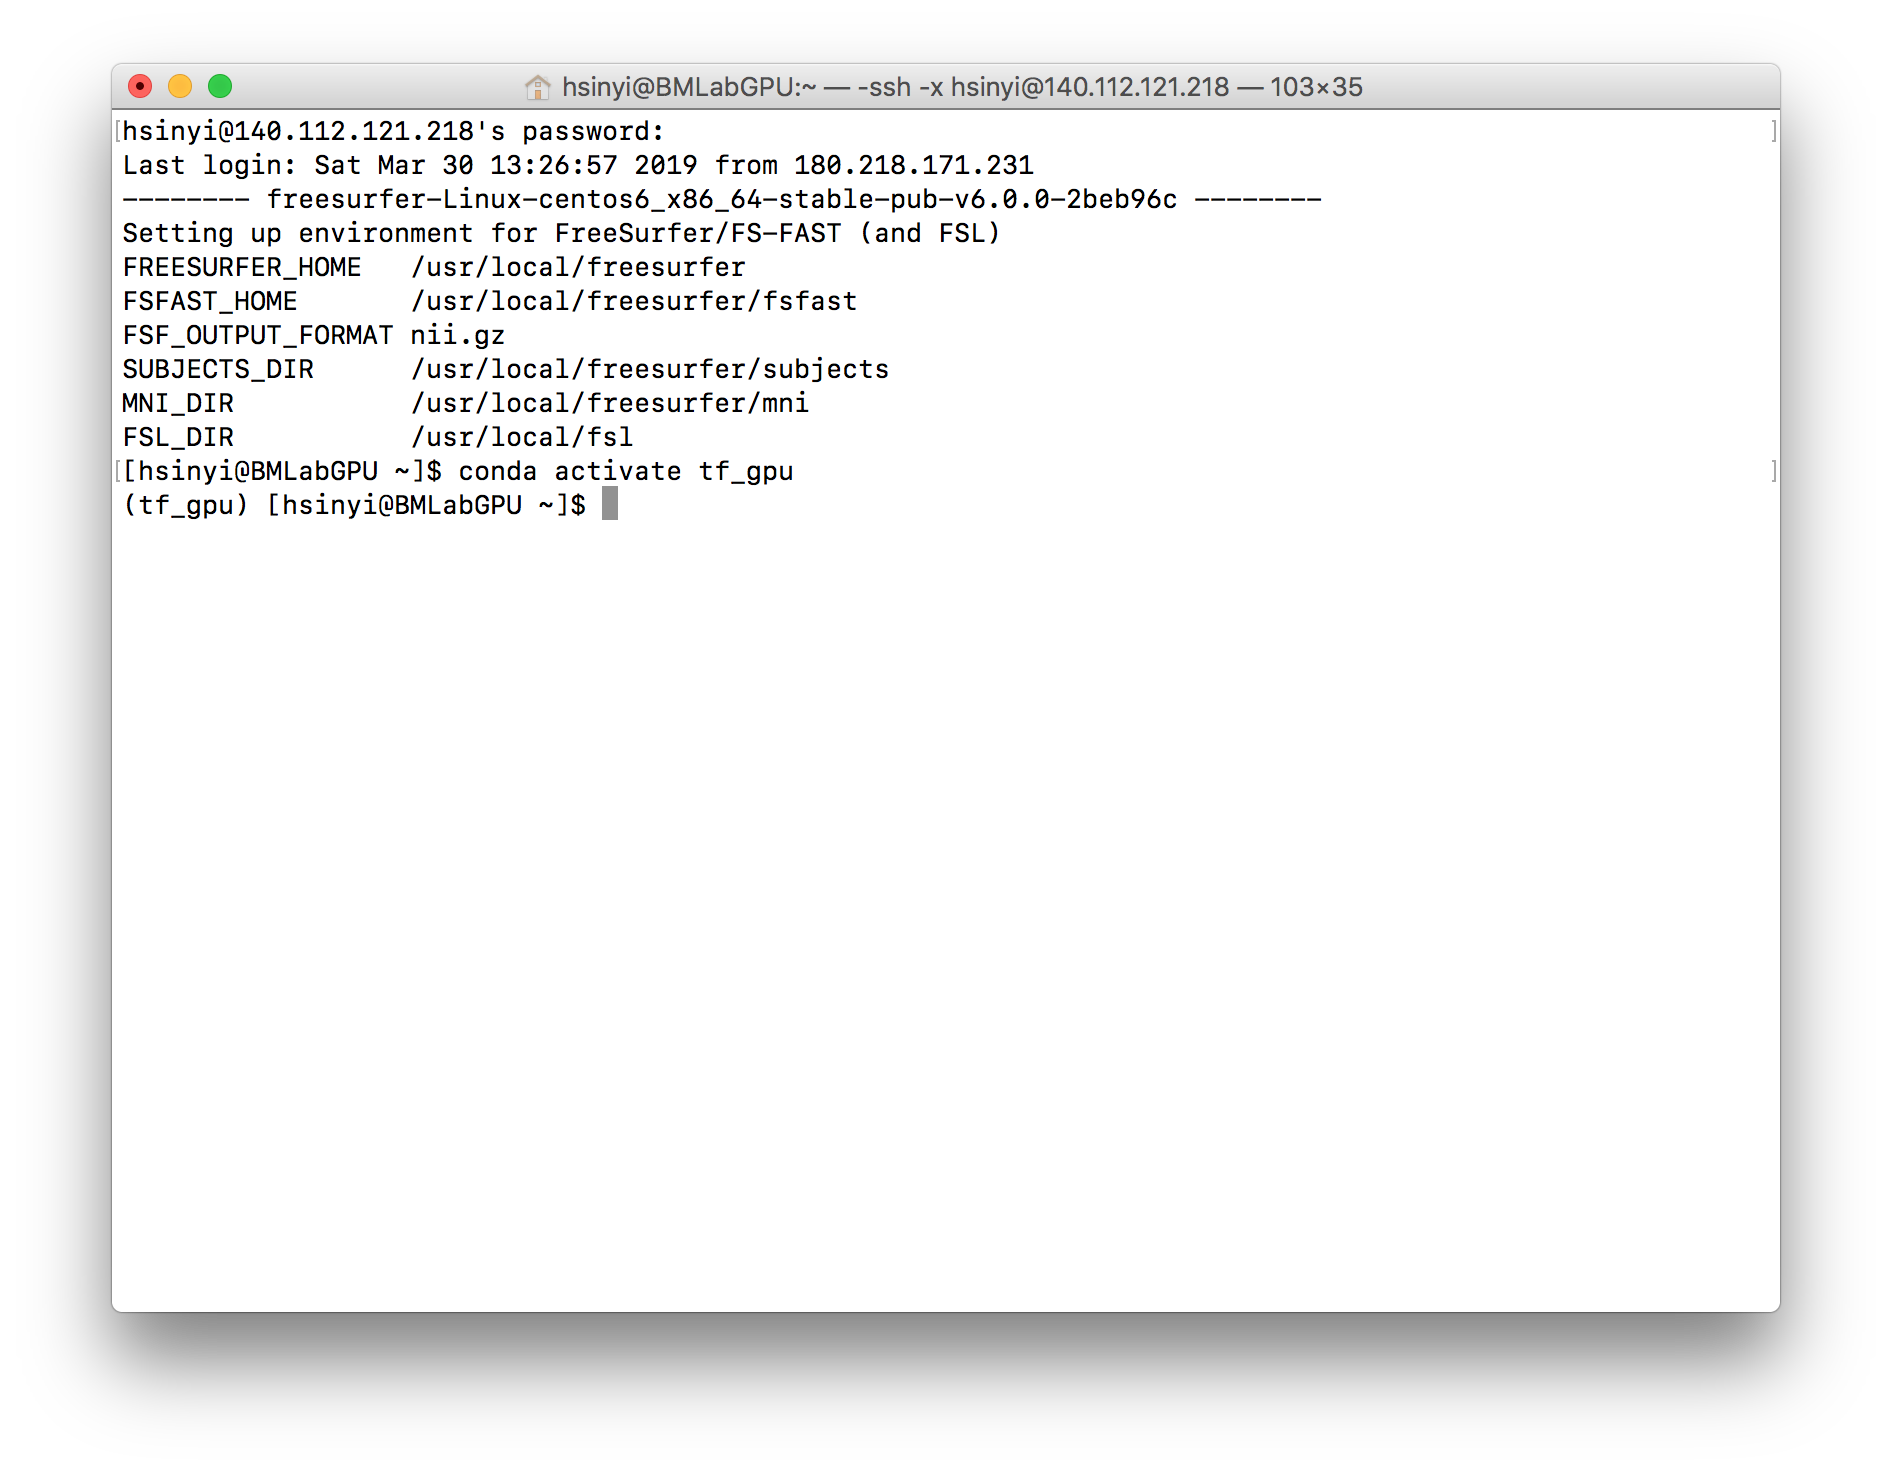 hsinyi@BMLabGPU:~ — -ssh -x hsinyi@140.112.121.218 — 103×35
[hsinyi@140.112.121.218's password: ]
Last login: Sat Mar 30 13:26:57 2019 from 180.218.171.231
-------- freesurfer-Linux-centos6_x86_64-stable-pub-v6.0.0-2beb96c --------
Setting up environment for FreeSurfer/FS-FAST (and FSL)
FREESURFER_HOME   /usr/local/freesurfer
FSFAST_HOME       /usr/local/freesurfer/fsfast
FSF_OUTPUT_FORMAT nii.gz
SUBJECTS_DIR      /usr/local/freesurfer/subjects
MNI_DIR           /usr/local/freesurfer/mni
FSL_DIR           /usr/local/fsl
[[hsinyi@BMLabGPU ~]$ conda activate tf_gpu ]
(tf_gpu) [hsinyi@BMLabGPU ~]$